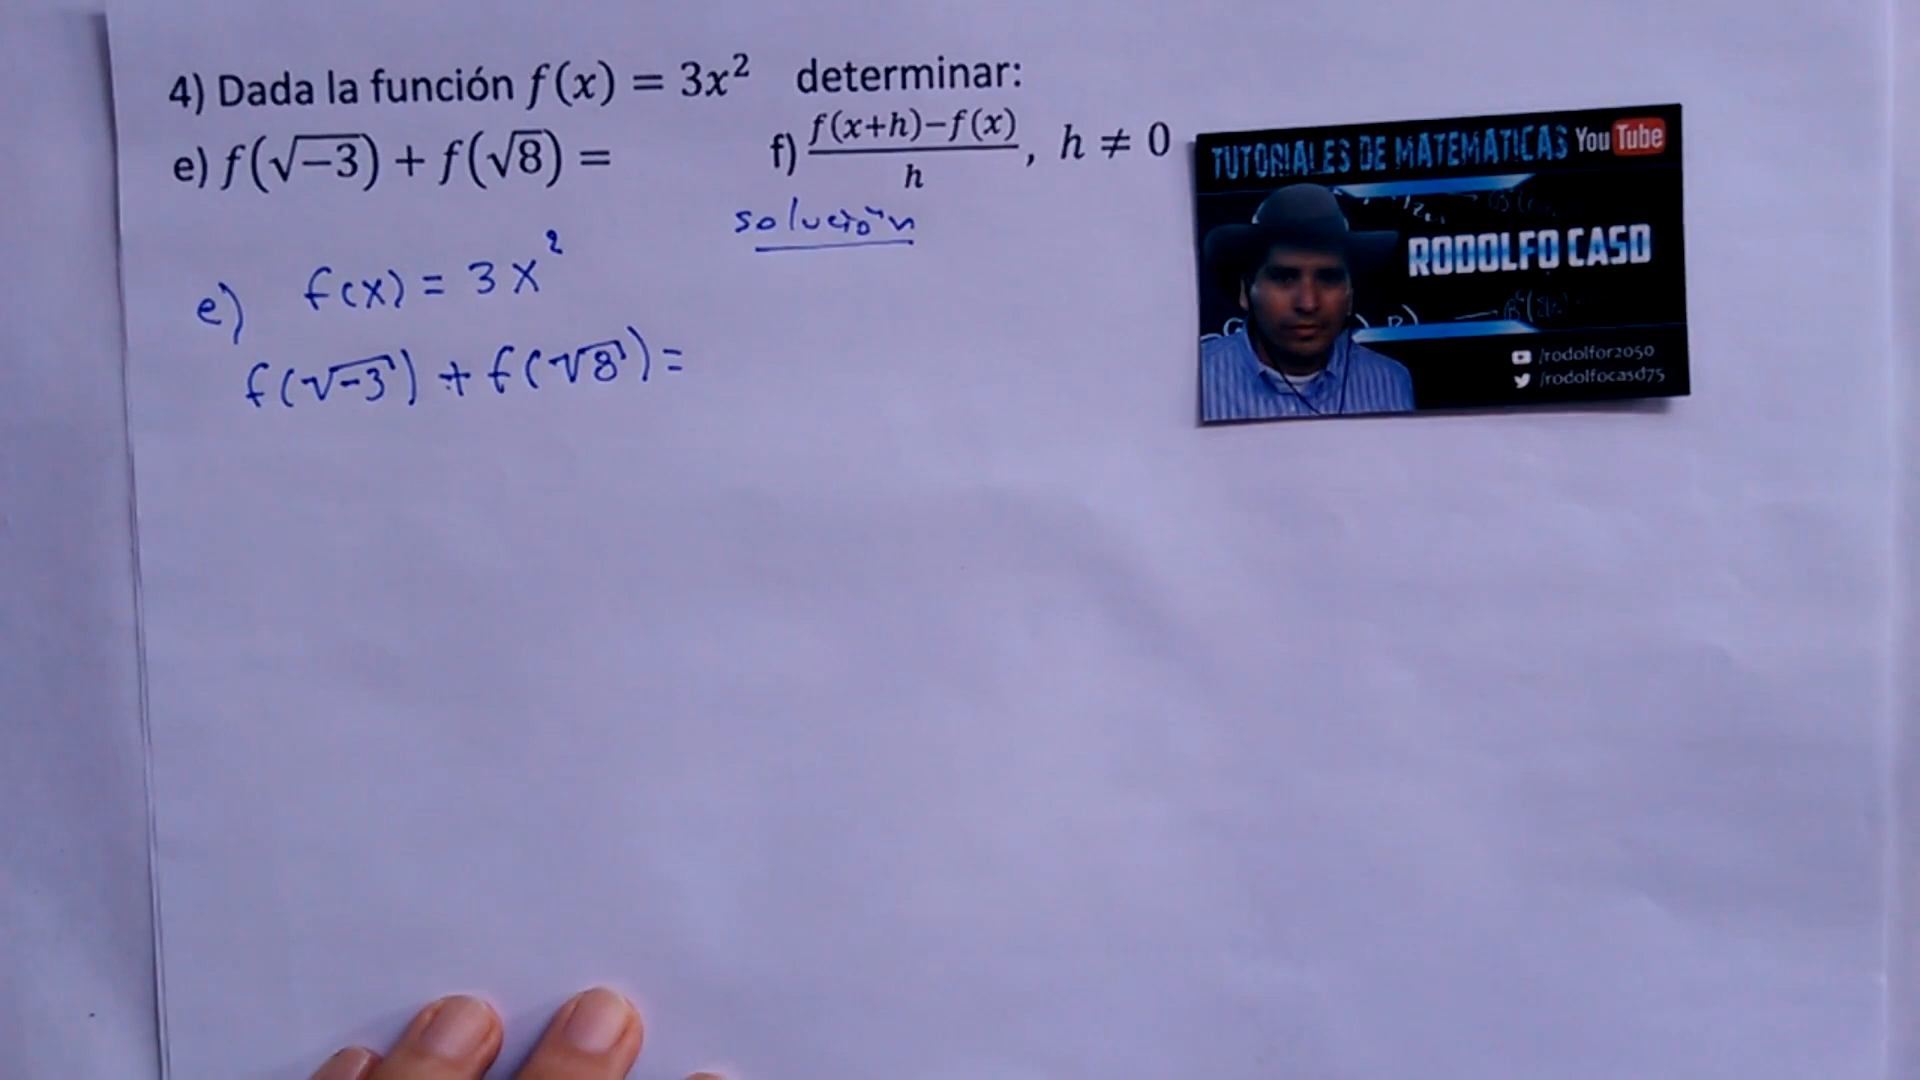 4) Dada la función f(x) = 3x² determinar:
e) f(√-3) + f(√8) =
f) f(x+h)-f(x)/h, h ≠ 0
solución
e) f(x) = 3x²
f(√-3) + f(√8) =
TUTORIALES DE MATEMATICAS YouTube
RODOLFO CASD
/rodolfor2050
/rodolfocasd75